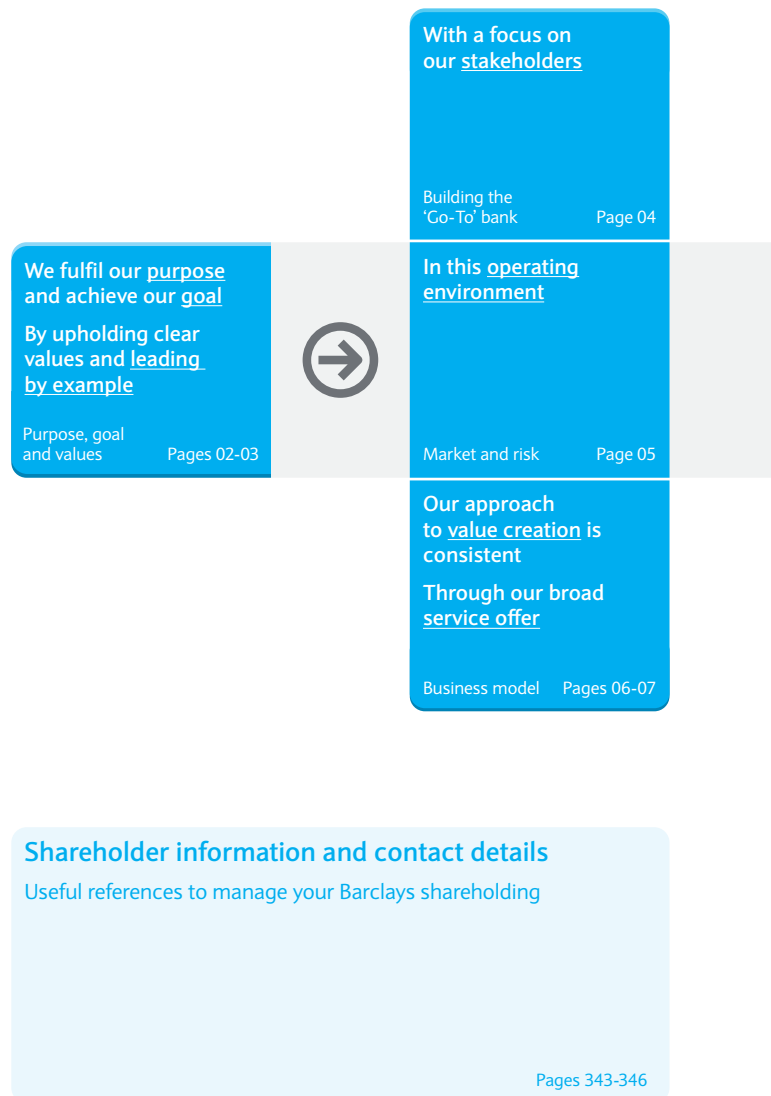 With a focus on
our stakeholders
Building the
‘Go-To’ bank Page 04
We fulfil our purpose
and achieve our goal
By upholding clear
values and leading
by example
Purpose, goal
and values Pages 02-03
In this operating
environment
Market and risk Page 05
Our approach
to value creation is
consistent
Through our broad
service offer
Business model Pages 06-07
Shareholder information and contact details
Useful references to manage your Barclays shareholding
Pages 343-346